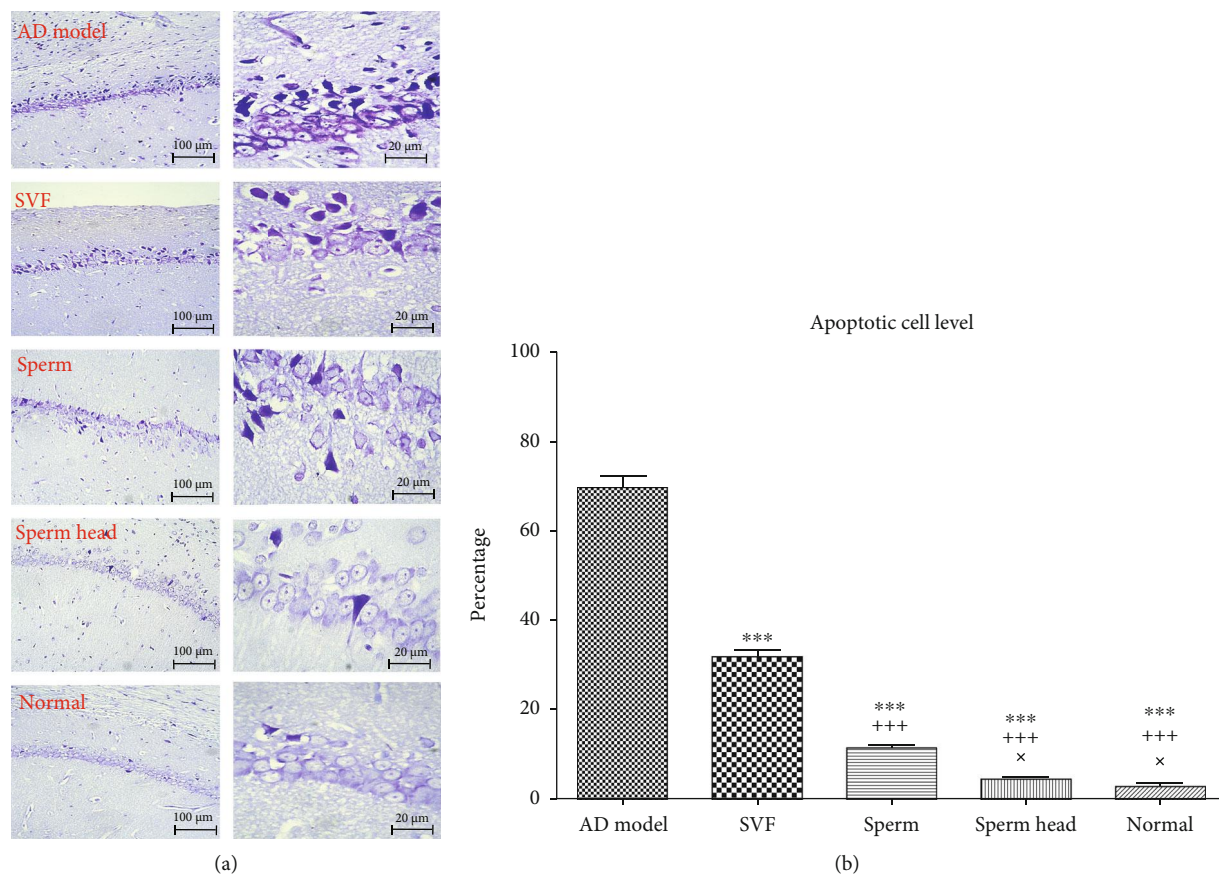 AD model
100 μm
20 μm
SVF
100 μm
20 μm
Sperm
100 μm
20 μm
Sperm head
100 μm
20 μm
Normal
100 μm
20 μm
(a)
Apoptotic cell level
Percentage
100
80
60
40
20
0
***
***
+++
***
+++
×
***
+++
×
AD model
SVF
Sperm
Sperm head
Normal
(b)